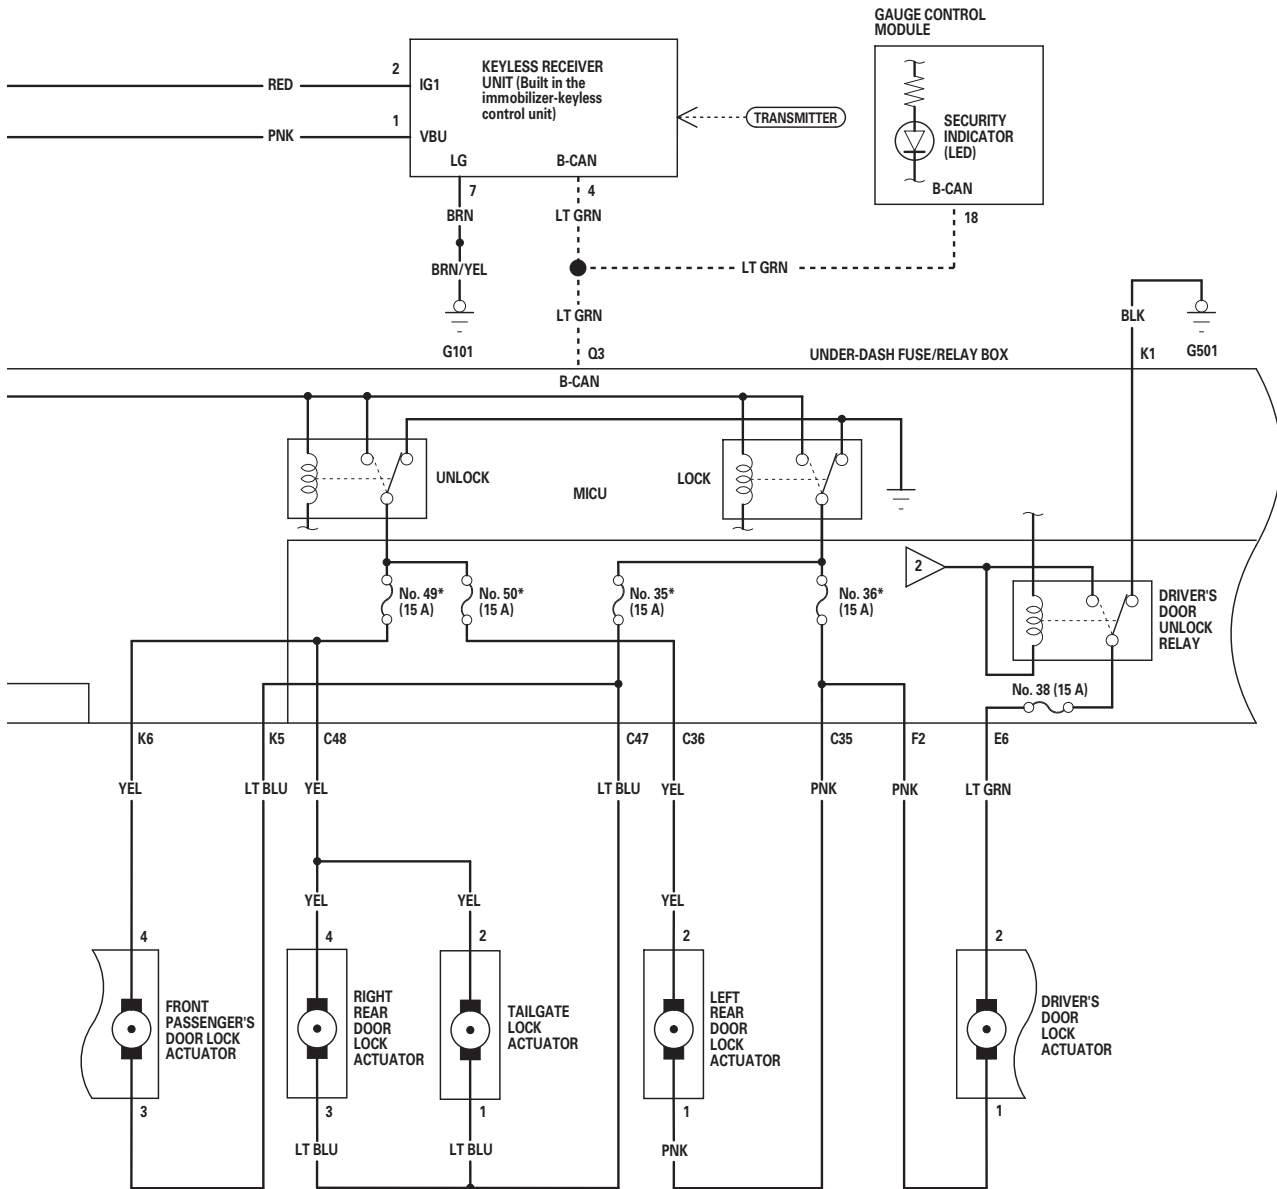 GAUGE CONTROL
MODULE
2
RED
IG1
KEYLESS RECEIVER
UNIT (Built in the
immobilizer-keyless
control unit)
TRANSMITTER
1
PNK
VBU
LG
B-CAN
SECURITY
INDICATOR
(LED)
B-CAN
7
4
18
BRN
LT GRN
BRN/YEL
LT GRN
LT GRN
BLK
G101
Q3
UNDER-DASH FUSE/RELAY BOX
K1
G501
B-CAN
UNLOCK
MICU
LOCK
2
No. 49*
(15 A)
No. 50*
(15 A)
No. 35*
(15 A)
No. 36*
(15 A)
DRIVER'S
DOOR
UNLOCK
RELAY
No. 38 (15 A)
K6
K5
C48
C47
C36
C35
F2
E6
YEL
LT BLU
YEL
LT BLU
YEL
PNK
PNK
LT GRN
YEL
YEL
YEL
4
4
2
2
2
FRONT
PASSENGER'S
DOOR LOCK
ACTUATOR
RIGHT
REAR
DOOR
LOCK
ACTUATOR
TAILGATE
LOCK
ACTUATOR
LEFT
REAR
DOOR
LOCK
ACTUATOR
DRIVER'S
DOOR
LOCK
ACTUATOR
3
3
1
1
1
LT BLU
LT BLU
PNK